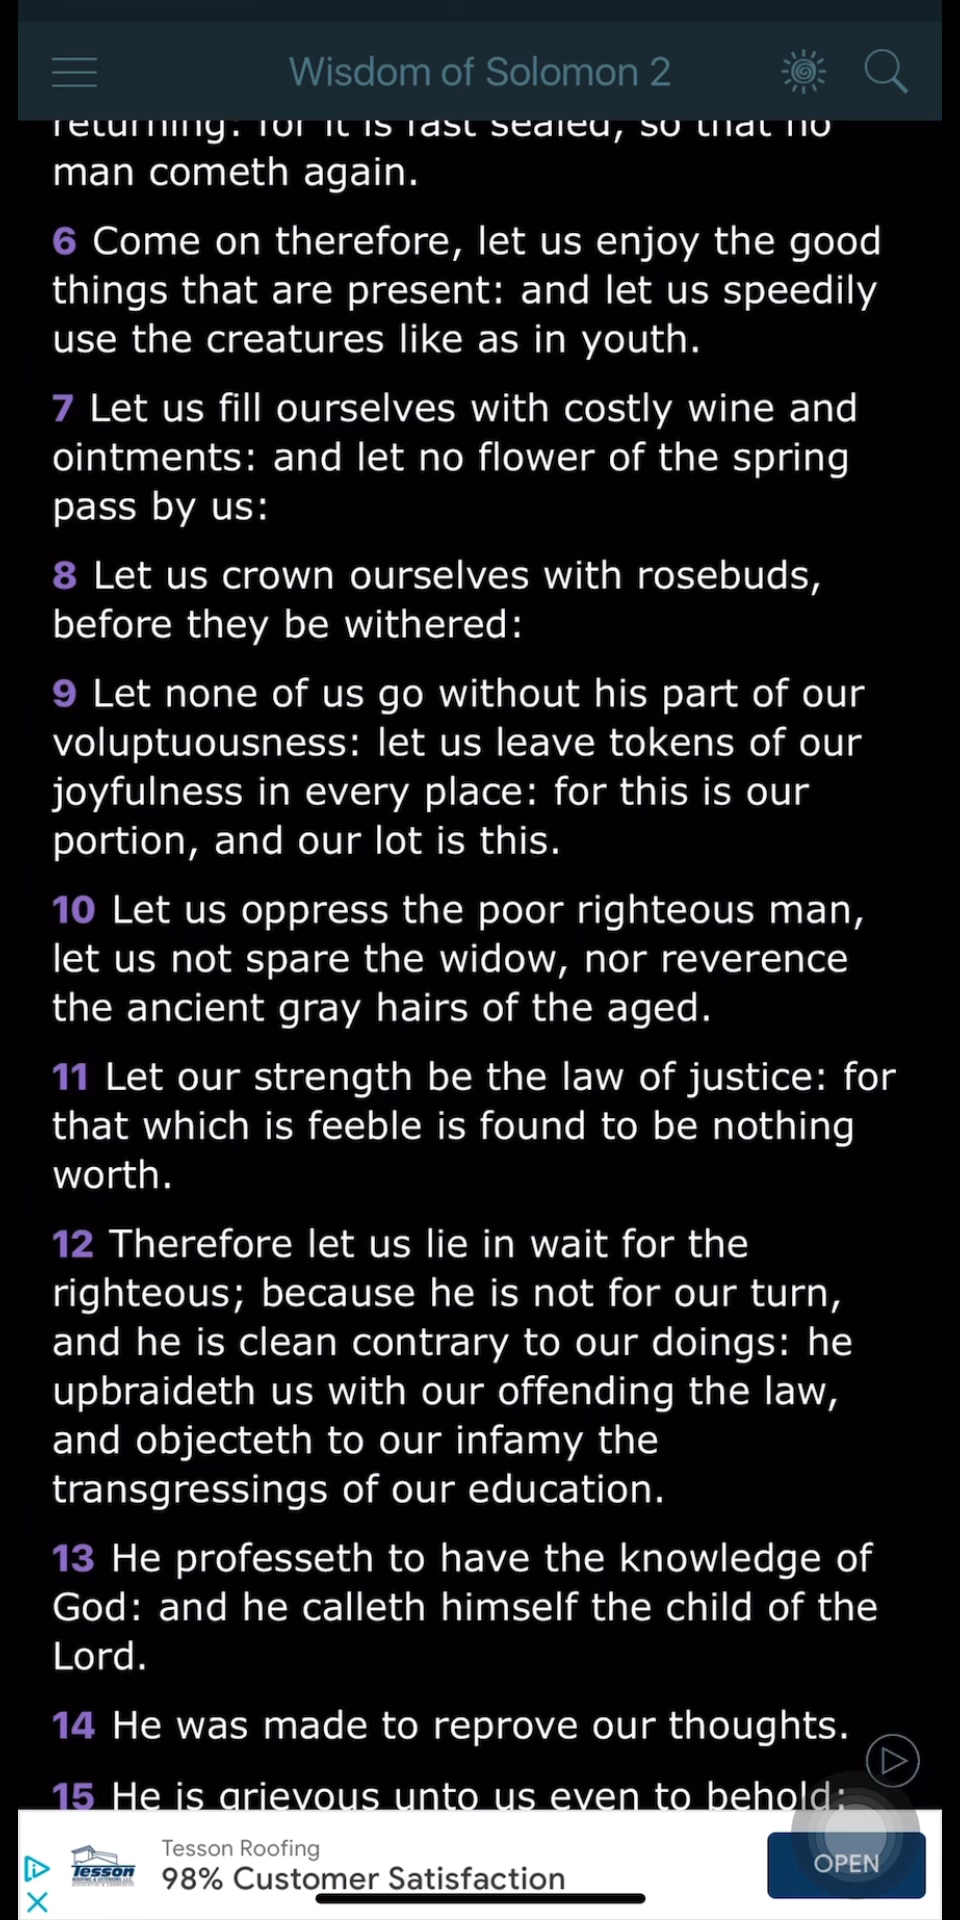 Wisdom of Solomon 2
returning: for it is fast sealed, so that no
man cometh again.
6 Come on therefore, let us enjoy the good
things that are present: and let us speedily
use the creatures like as in youth.
7 Let us fill ourselves with costly wine and
ointments: and let no flower of the spring
pass by us:
8 Let us crown ourselves with rosebuds,
before they be withered:
9 Let none of us go without his part of our
voluptuousness: let us leave tokens of our
joyfulness in every place: for this is our
portion, and our lot is this.
10 Let us oppress the poor righteous man,
let us not spare the widow, nor reverence
the ancient gray hairs of the aged.
11 Let our strength be the law of justice: for
that which is feeble is found to be nothing
worth.
12 Therefore let us lie in wait for the
righteous; because he is not for our turn,
and he is clean contrary to our doings: he
upbraideth us with our offending the law,
and objecteth to our infamy the
transgressings of our education.
13 He professeth to have the knowledge of
God: and he calleth himself the child of the
Lord.
14 He was made to reprove our thoughts.
15 He is grievous unto us even to behold:
Tesson Roofing
Tesson
98% Customer Satisfaction
OPEN